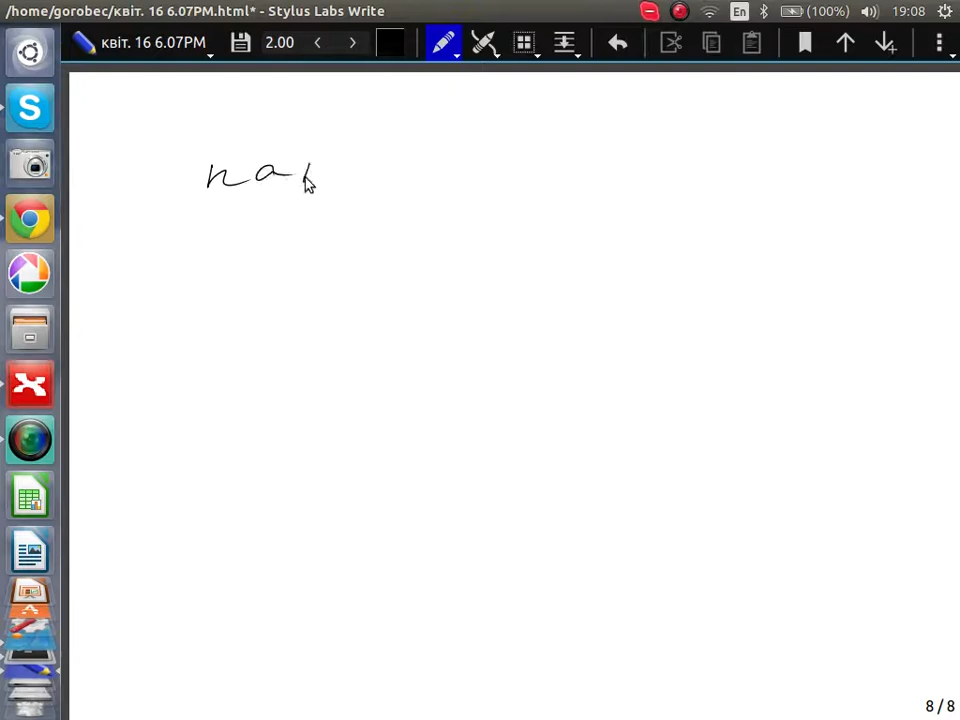 /home/gorobec/квіт. 16 6.07PM.html* - Stylus Labs Write En (100%) 19:08
квіт. 16 6.07PM 2.00
na
8 / 8